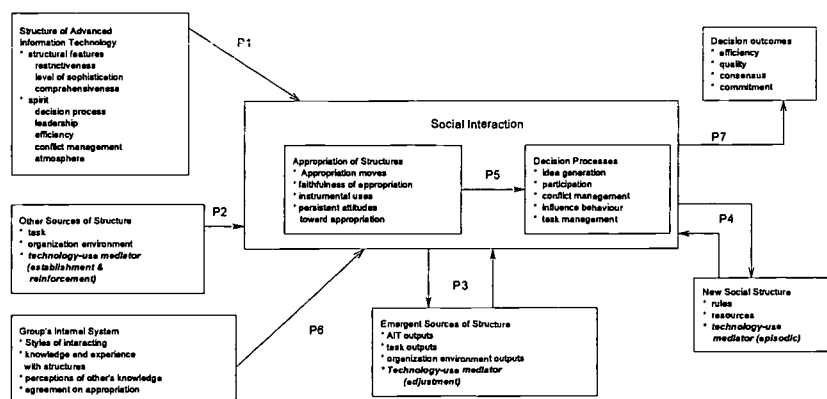 Structure of Advanced
Information Technology
* structural features
restrictiveness
level of sophistication
comprehensiveness
* spirit
decision process
leadership
efficiency
conflict management
atmosphere
P1
Other Sources of Structure
* task
* organization environment
* technology-use mediator
(establishment &
reinforcement)
P2
Group's Internal System
* Styles of interacting
* knowledge and experience
with structures
* perceptions of other's knowledge
* agreement on appropriation
P6
Social Interaction
Appropriation of Structures
* Appropriation moves
* faithfulness of appropriation
* instrumental uses
* persistent attitudes
toward appropriation
P5
Decision Processes
* idea generation
* participation
* conflict management
* influence behaviour
* task management
P3
Emergent Sources of Structure
* AIT outputs
* task outputs
* organization environment outputs
* Technology-use mediator
(adjustment)
Decision outcomes
* efficiency
* quality
* consensus
* commitment
P7
P4
New Social Structure
* rules
* resources
* technology-use
mediator (episodic)